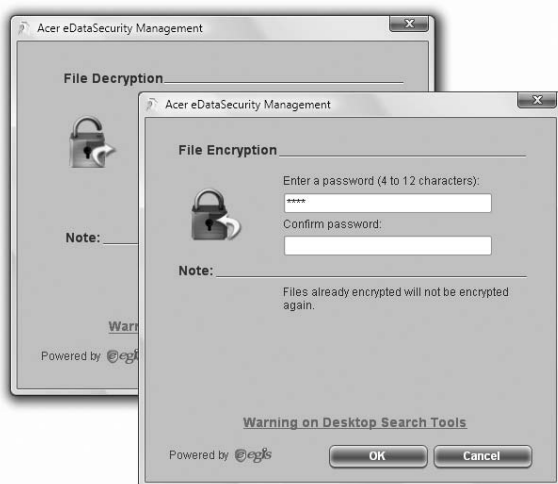 Acer eDataSecurity Management
x
File Decryption
Note:
Powered by
Acer eDataSecurity Management
x
File Encryption
Enter a password (4 to 12 characters):
****
Confirm password:
Note:
Files already encrypted will not be encrypted
again.
Warning on Desktop Search Tools
Powered by egis
OK
Cancel